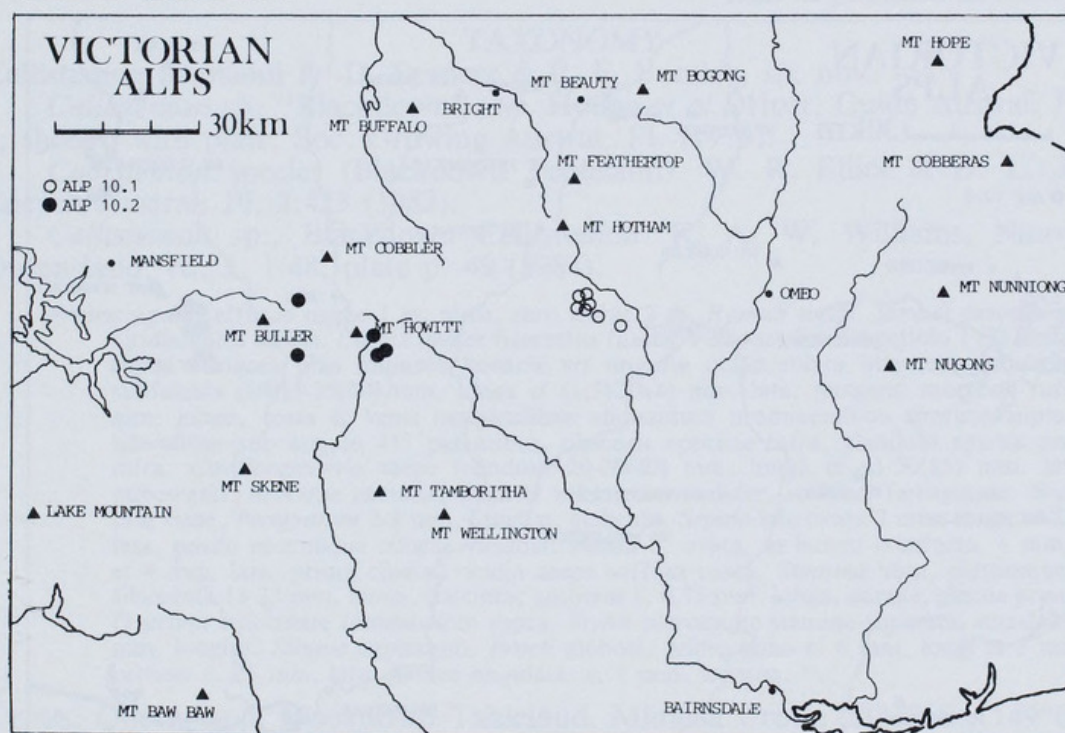 VICTORIAN
ALPS
30km
ALP 10.1
ALP 10.2
MT HOPE
MT BEAUTY
MT BOGONG
BRIGHT
MT BUFFALO
MT FEATHERTOP
MT COBBERAS
MT HOTHAM
MT COBBLER
MANSFIELD
OMEO
MT NUNNIONG
MT BULLER
MT HOWITT
MT NUGONG
MT SKENE
MT TAMBORITHA
LAKE MOUNTAIN
MT WELLINGTON
MT BAW BAW
BAIRNSDALE